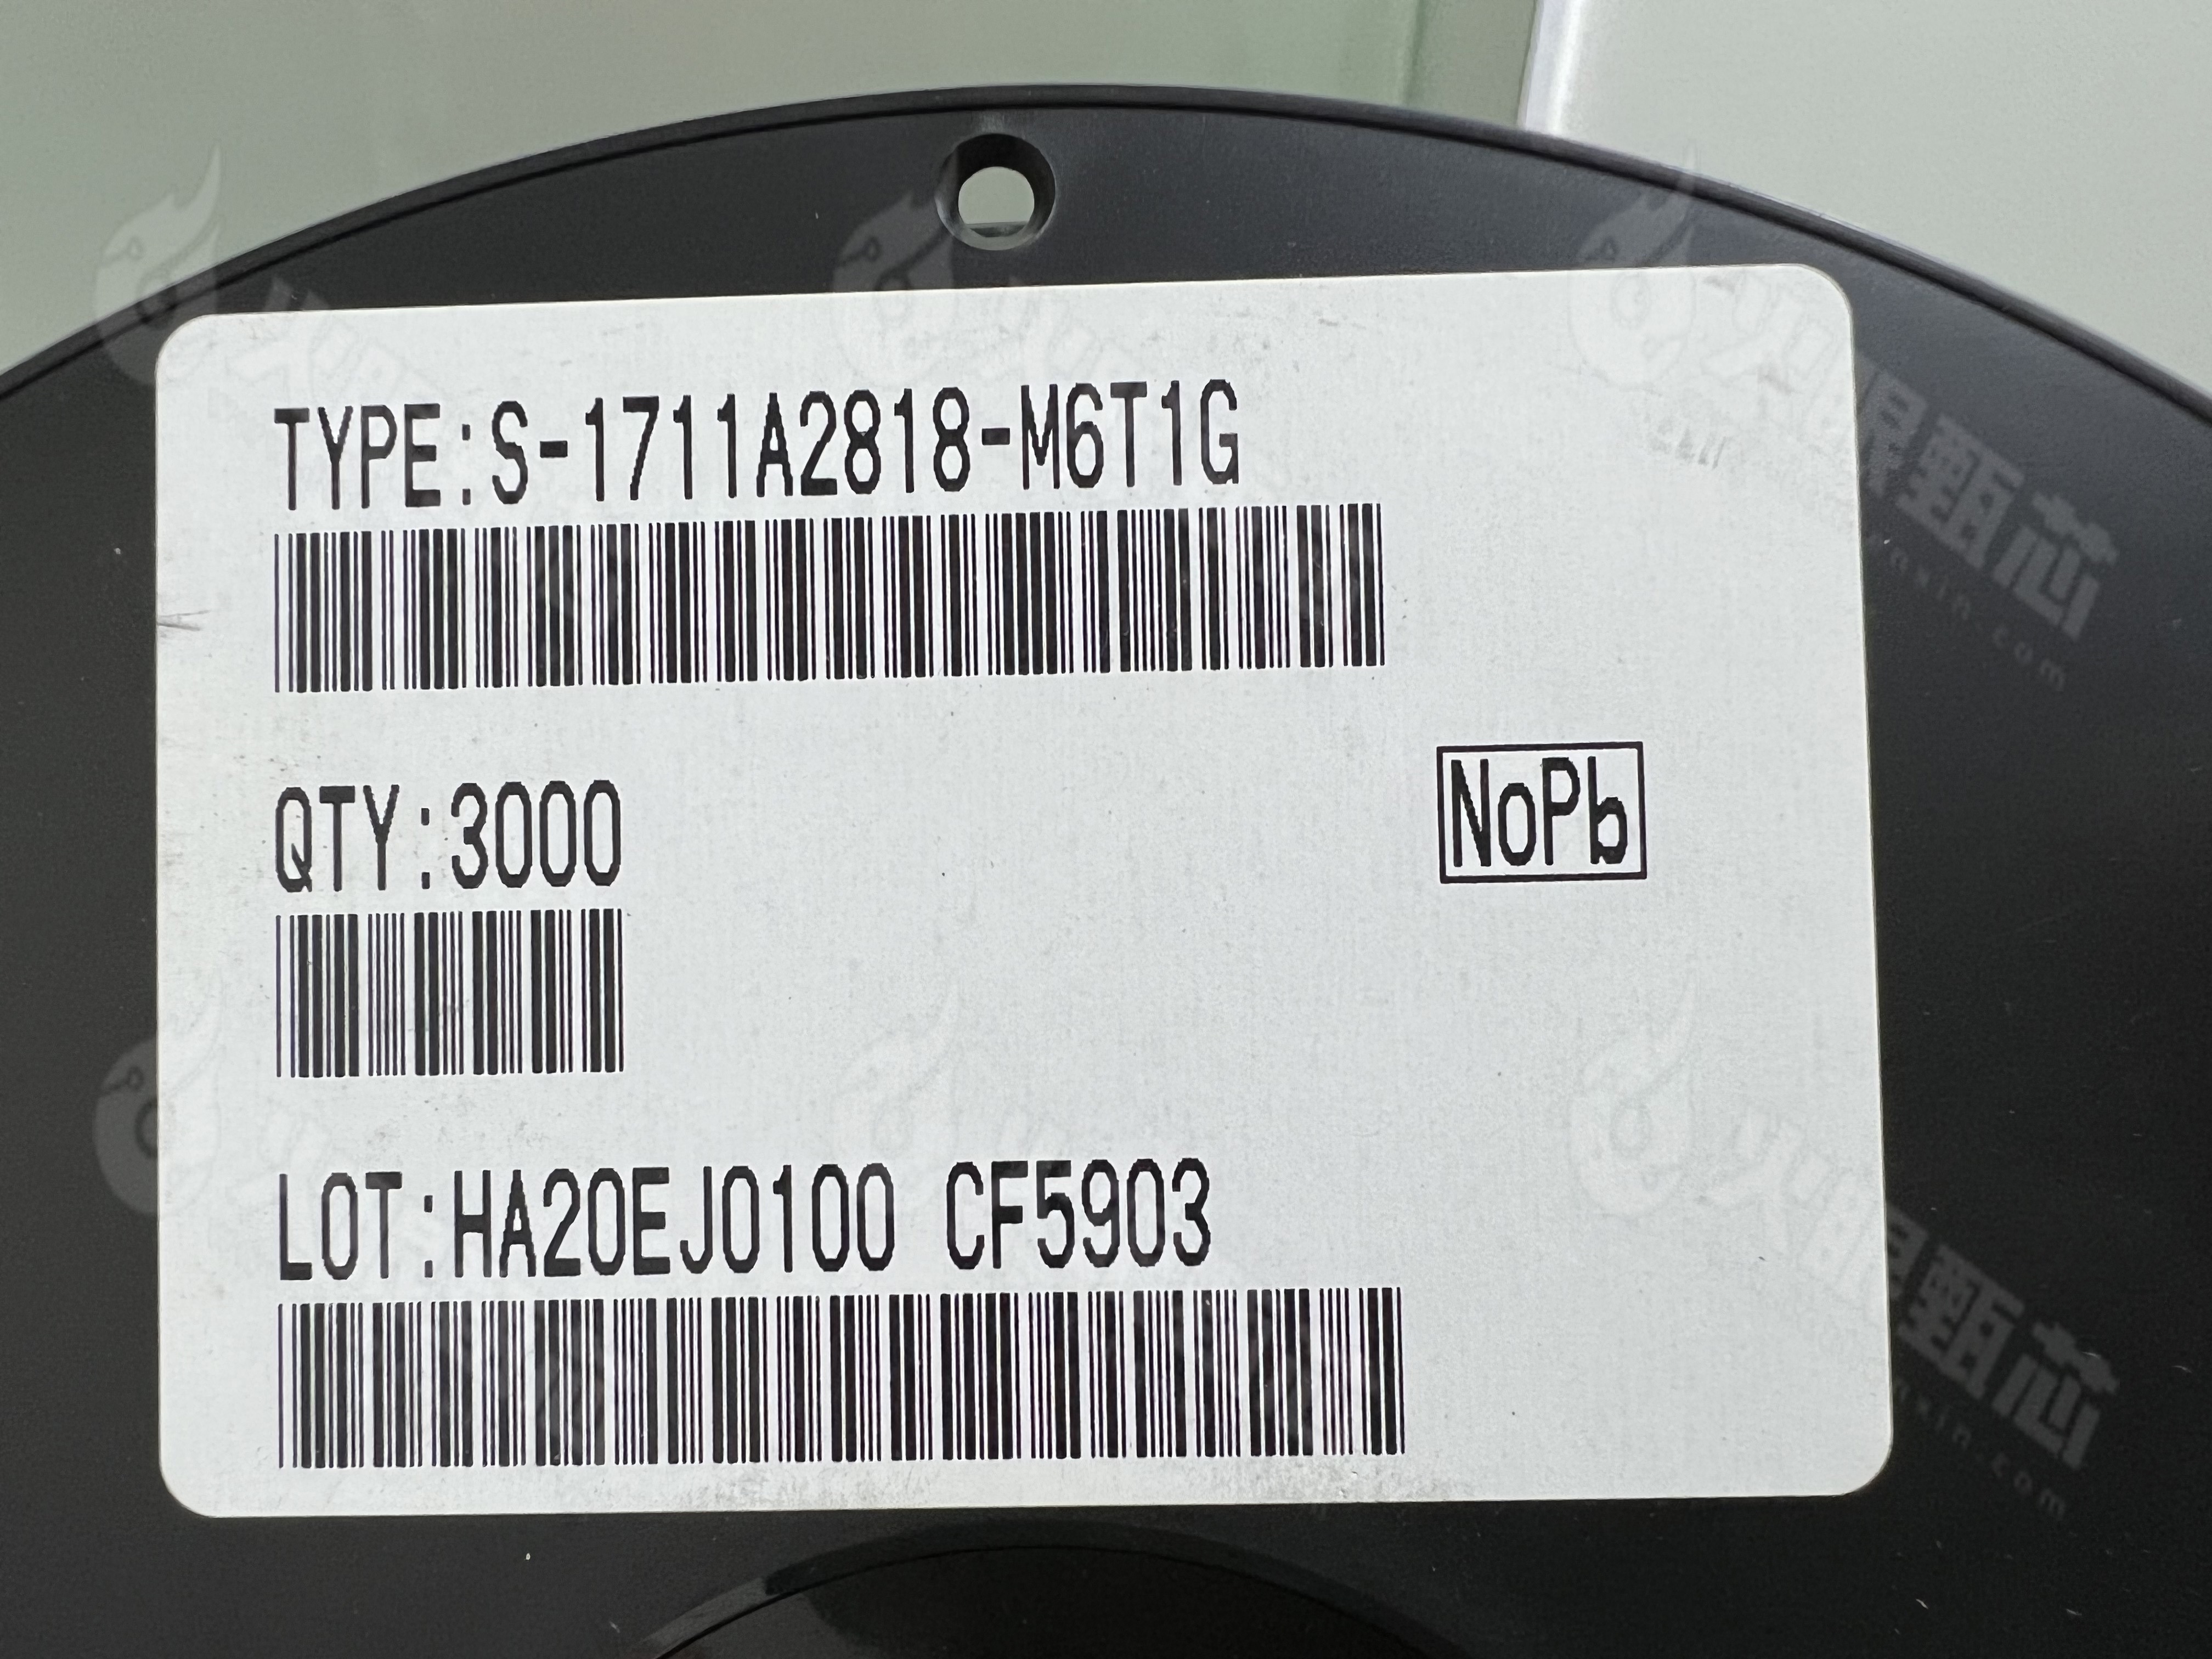 TYPE:S-1711A2818-M6T1G
QTY:3000
NoPb
LOT:HA20EJ0100 CF5903